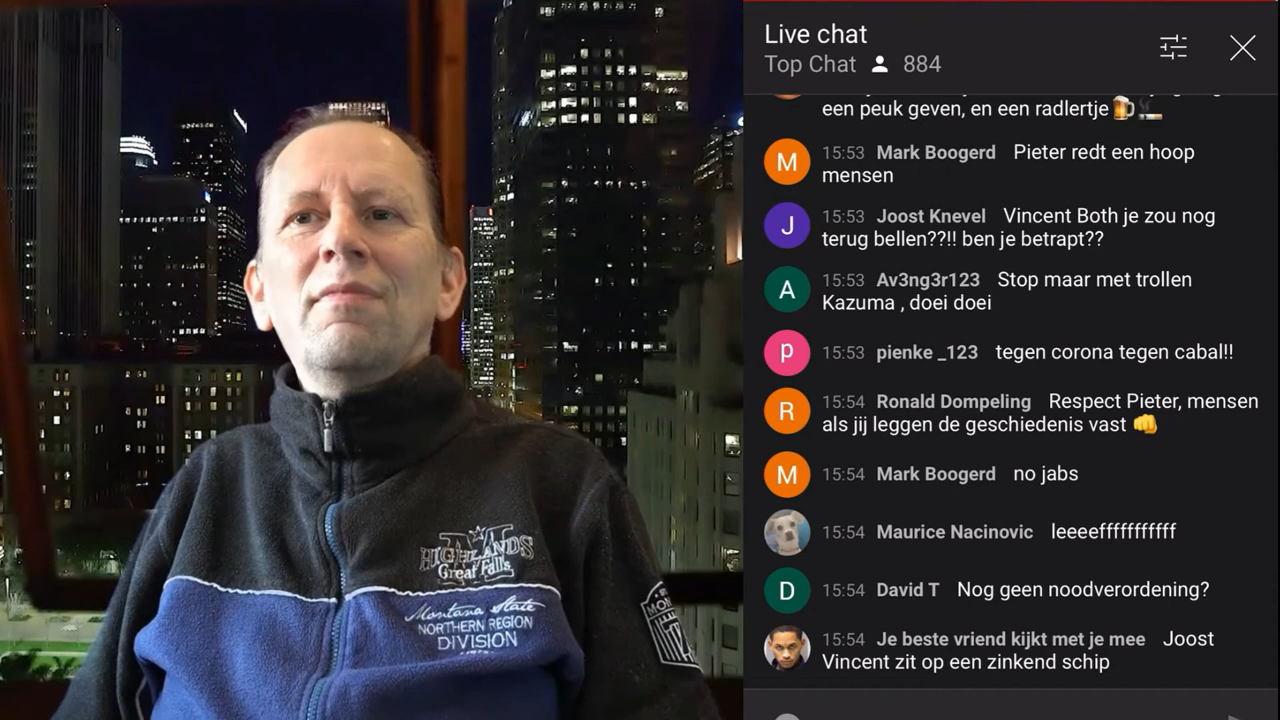 Live chat
Top Chat 884
een peuk geven, en een radlertje 🍺🚬
15:53 Mark Boogerd Pieter redt een hoop
mensen
15:53 Joost Knevel Vincent Both je zou nog
terug bellen??!! ben je betrapt??
15:53 Av3ng3r123 Stop maar met trollen
Kazuma , doei doei
15:53 pienke _123 tegen corona tegen cabal!!
15:54 Ronald Dompeling Respect Pieter, mensen
als jij leggen de geschiedenis vast 👊
15:54 Mark Boogerd no jabs
15:54 Maurice Nacinovic leeeefffffffffff
15:54 David T Nog geen noodverordening?
15:54 Je beste vriend kijkt met je mee Joost
Vincent zit op een zinkend schip
M
J
A
p
R
M
D
HIGHLANDS
Great Falls
Montana State
NORTHERN REGION
DIVISION